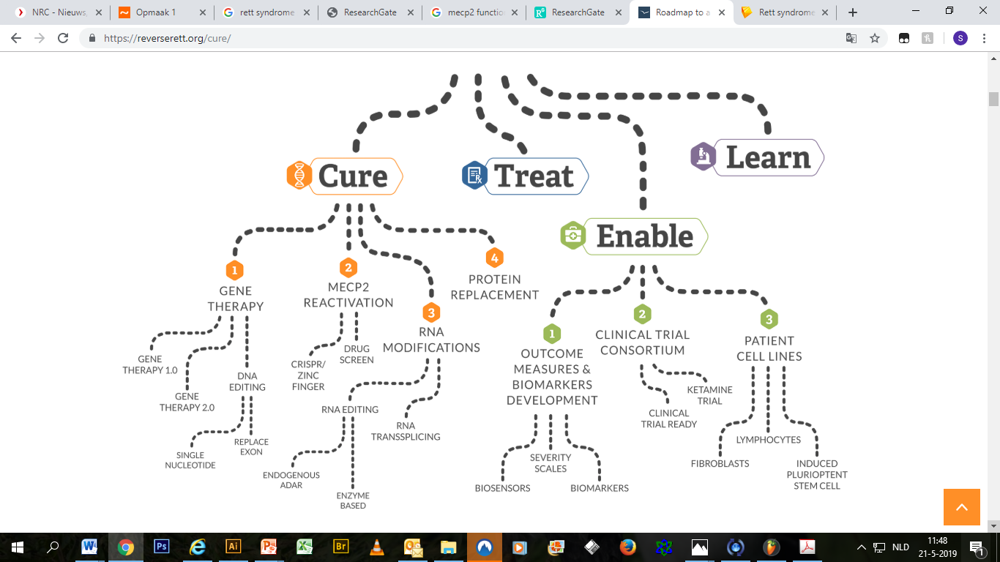 NRC - Nieuws,
Opmaak 1
rett syndrome
ResearchGate
mecp2 functio
ResearchGate
Roadmap to a
Rett syndrome
https://reverserett.org/cure/
S
Learn
Cure
Treat
Enable
1
GENE
THERAPY
2
MECP2
REACTIVATION
3
RNA
MODIFICATIONS
4
PROTEIN
REPLACEMENT
GENE
THERAPY 1.0
GENE
THERAPY 2.0
DNA
EDITING
SINGLE
NUCLEOTIDE
REPLACE
EXON
CRISPR/
ZINC
FINGER
DRUG
SCREEN
RNA EDITING
RNA
TRANSSPLICING
ENDOGENOUS
ADAR
ENZYME
BASED
1
OUTCOME
MEASURES &
BIOMARKERS
DEVELOPMENT
2
CLINICAL TRIAL
CONSORTIUM
3
PATIENT
CELL LINES
BIOSENSORS
SEVERITY
SCALES
BIOMARKERS
CLINICAL
TRIAL READY
KETAMINE
TRIAL
FIBROBLASTS
LYMPHOCYTES
INDUCED
PLURIOPTENT
STEM CELL
NLD
11:48
21-5-2019